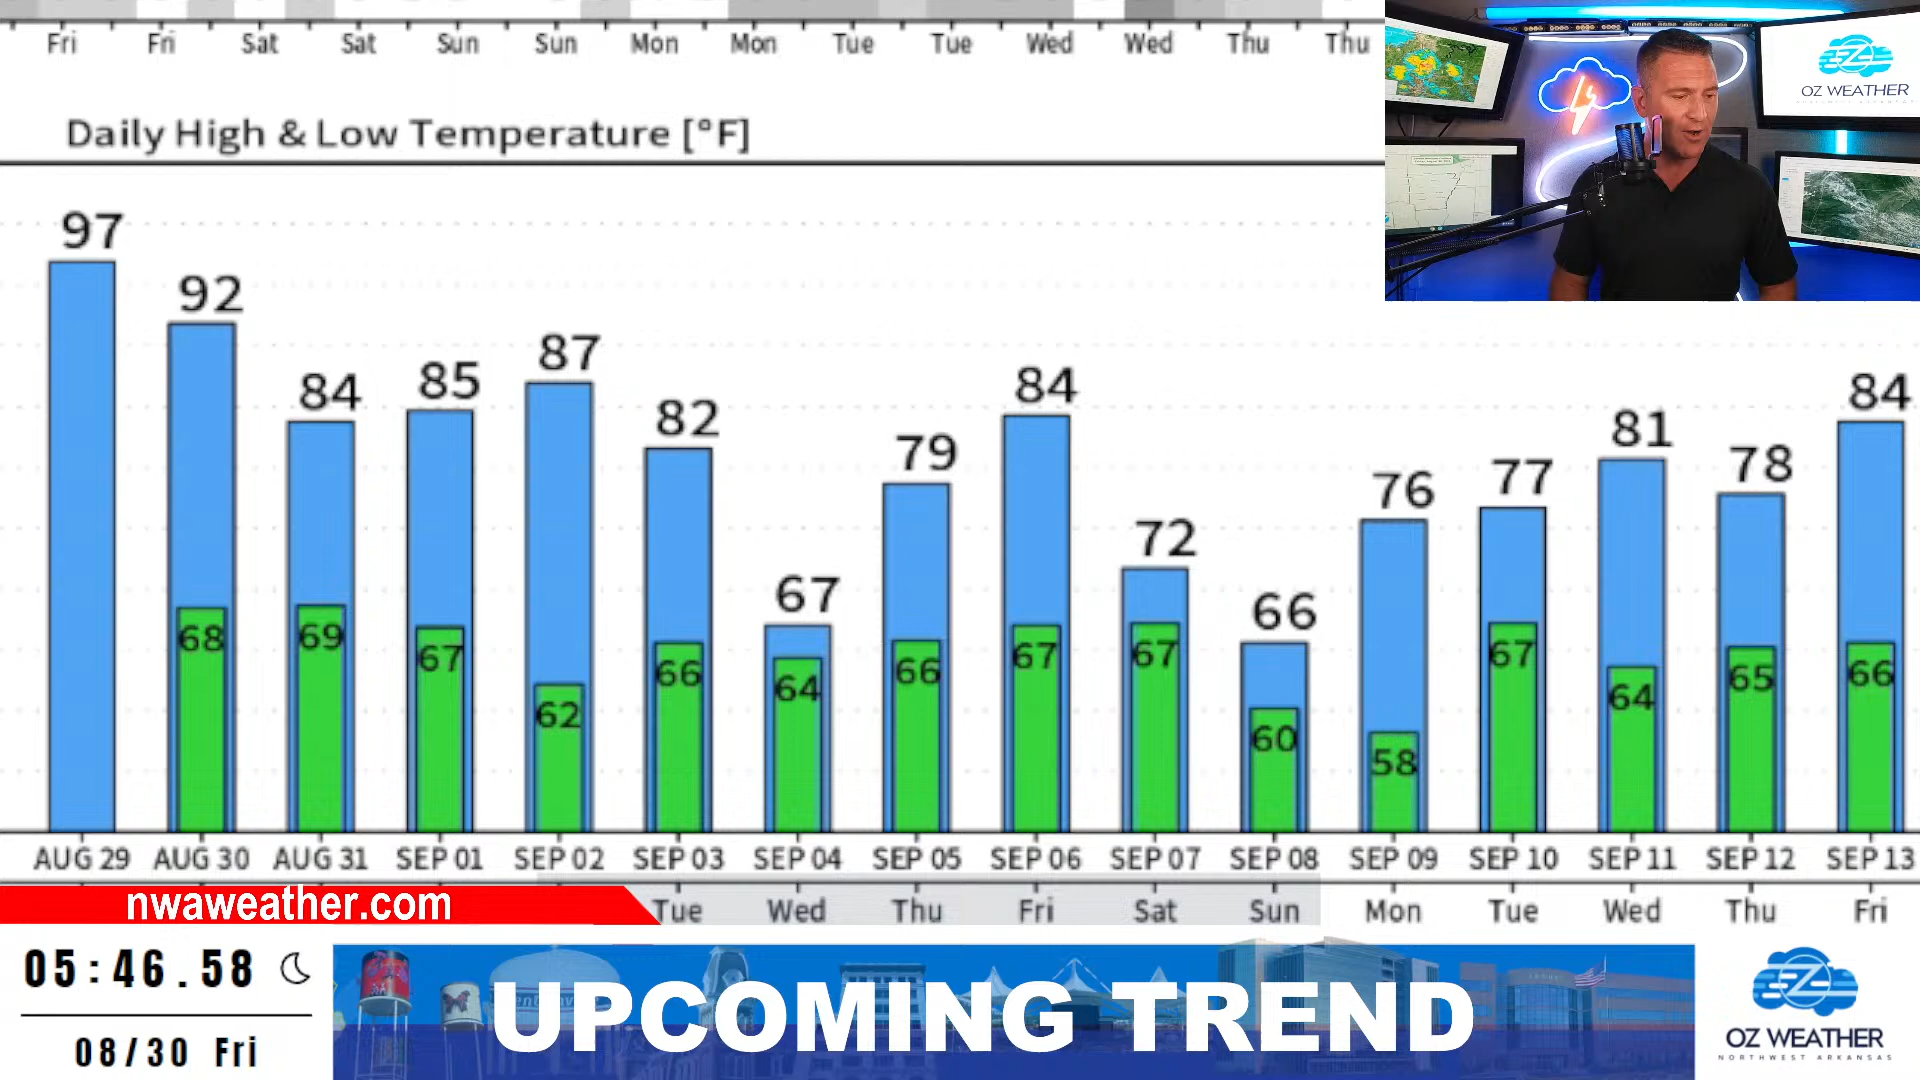 Fri Fri Sat Sat Sun Sun Mon Mon Tue Tue Wed Wed Thu Thu
OZ WEATHER
Daily High & Low Temperature [°F]
97 92 84 85 87 82 67 79 84 72 66 76 77 81 78 84
68 69 67 62 66 64 66 67 67 60 58 67 64 65 66
AUG 29 AUG 30 AUG 31 SEP 01 SEP 02 SEP 03 SEP 04 SEP 05 SEP 06 SEP 07 SEP 08 SEP 09 SEP 10 SEP 11 SEP 12 SEP 13
Tue Wed Thu Fri Sat Sun Mon Tue Wed Thu Fri
nwaweather.com
05:46.58
08/30 Fri
UPCOMING TREND
OZ WEATHER
NORTHWEST ARKANSAS